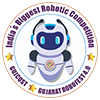 India's Biggest Robotic Competition
GUJCOST ★ GUJARAT ROBOFEST 4.0